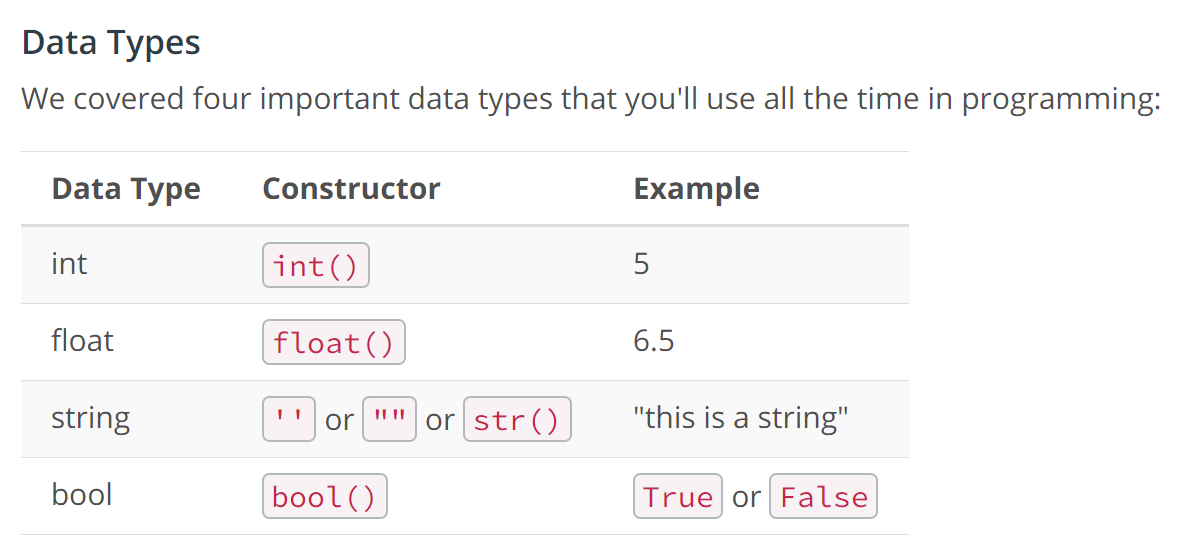 Data Types
We covered four important data types that you'll use all the time in programming:
Data Type Constructor Example
int int() 5
float float() 6.5
string '' or "" or str() "this is a string"
bool bool() True or False